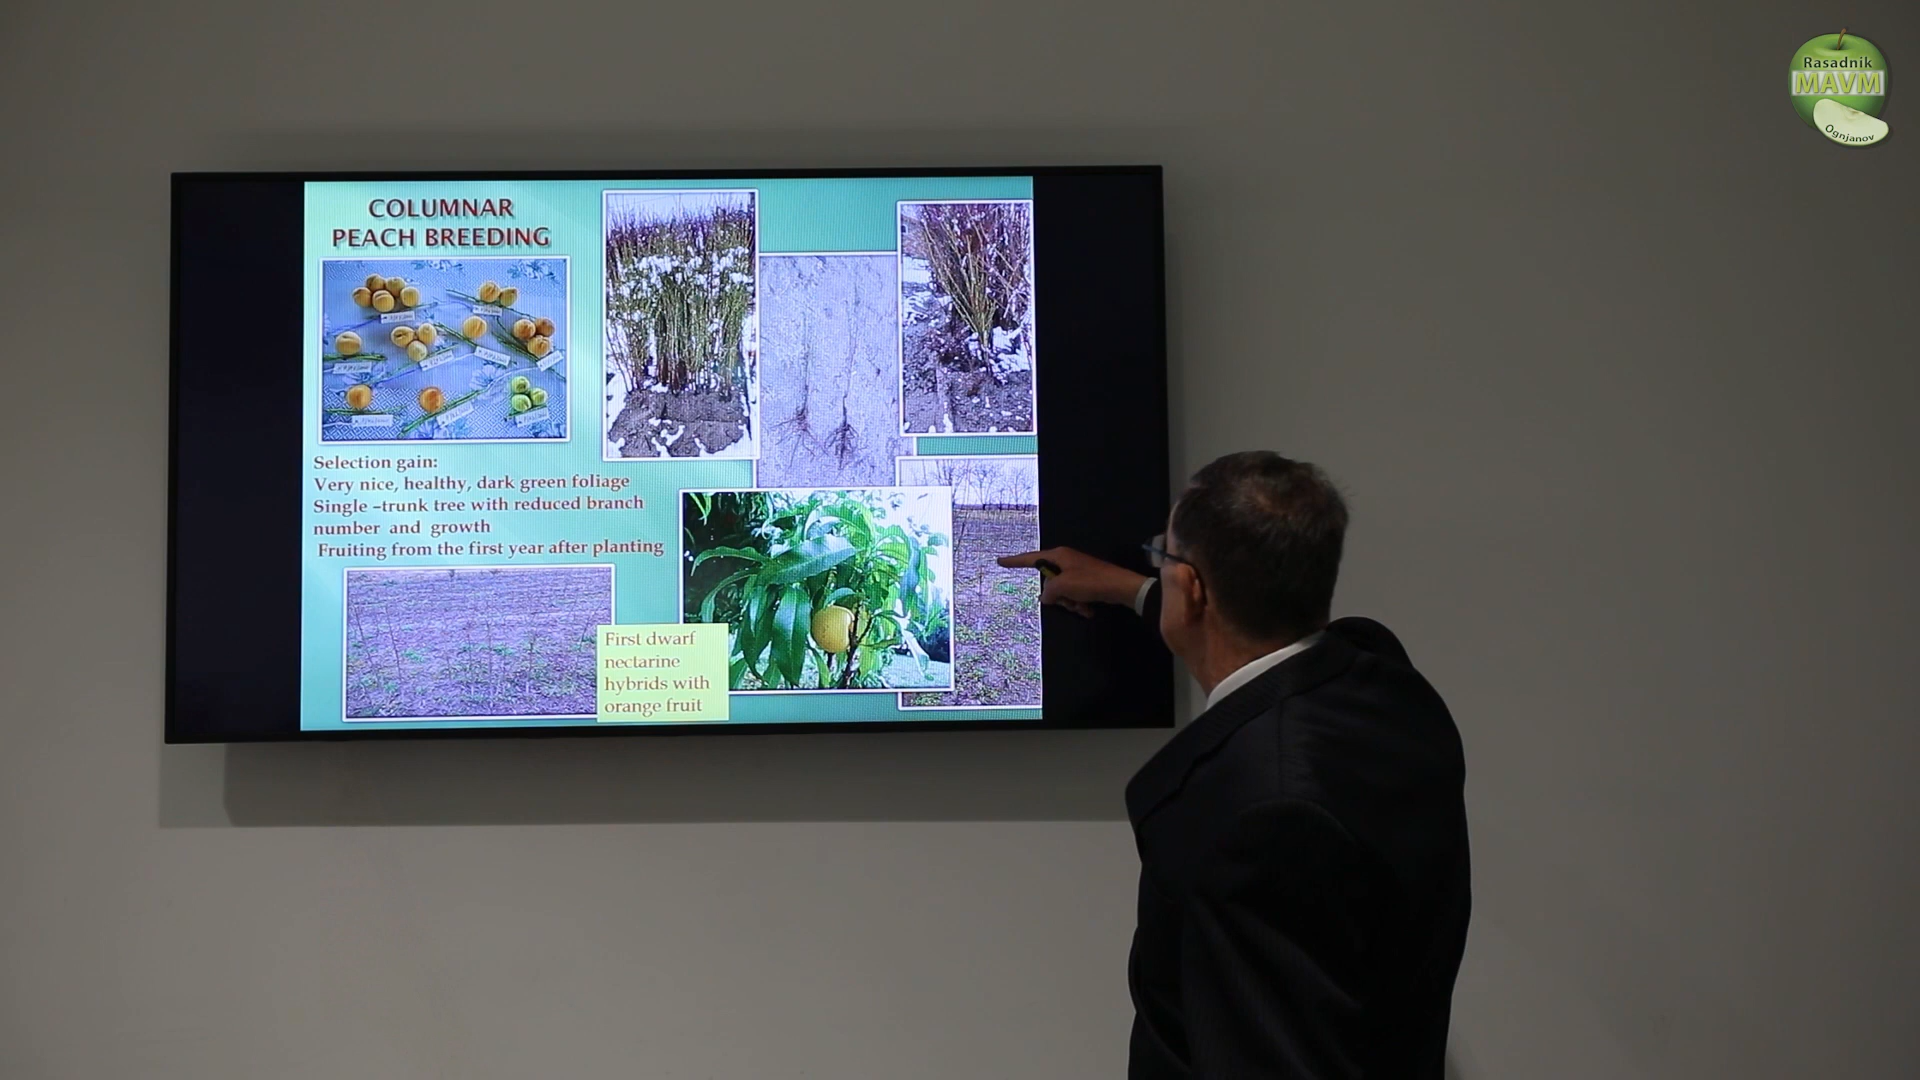 COLUMNAR
PEACH BREEDING
Selection gain:
Very nice, healthy, dark green foliage
Single –trunk tree with reduced branch
number and growth
Fruiting from the first year after planting
First dwarf
nectarine
hybrids with
orange fruit
Rasadnik
MAVM
Ognjanov